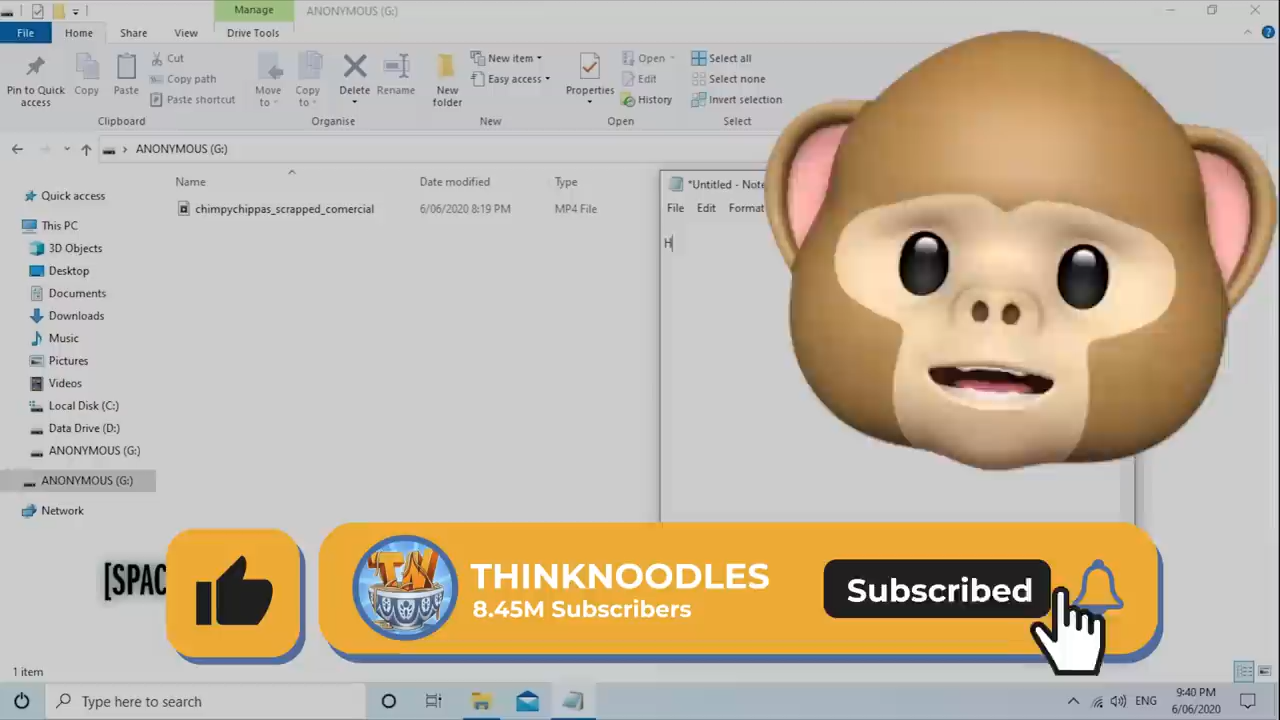 Manage
ANONYMOUS (G:)
File
Home
Share
View
Drive Tools
Pin to Quick access
Copy
Paste
Cut
Copy path
Paste shortcut
Clipboard
Move to
Copy to
Delete
Rename
Organise
New folder
New item
Easy access
New
Properties
Open
Edit
History
Open
Select all
Select none
Invert selection
Select
ANONYMOUS (G:)
Name
Date modified
Type
chimpychippas_scrapped_comercial
6/06/2020 8:19 PM
MP4 File
Quick access
This PC
3D Objects
Desktop
Documents
Downloads
Music
Pictures
Videos
Local Disk (C:)
Data Drive (D:)
ANONYMOUS (G:)
ANONYMOUS (G:)
Network
*Untitled - Note
File
Edit
Format
H
[SPAC
TN
THINKNOODLES
8.45M Subscribers
Subscribed
1 item
Type here to search
ENG
9:40 PM
6/06/2020